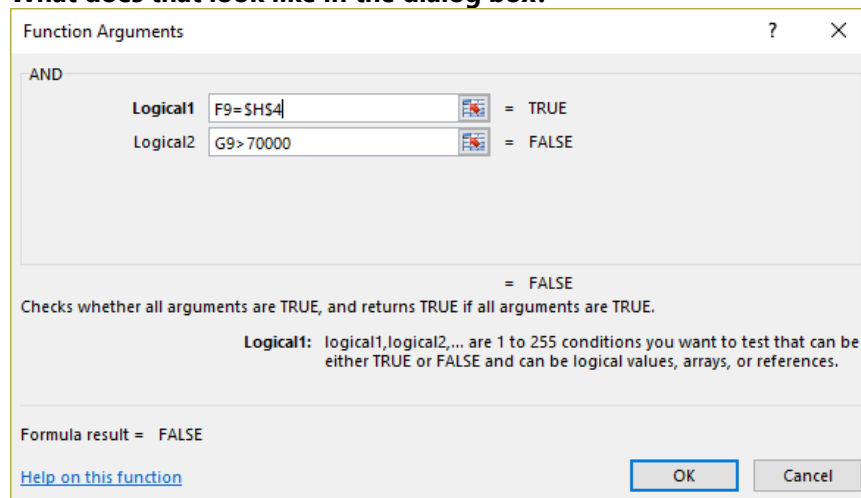 What does that look like in the dialog box?
Function Arguments ? ×
AND
Logical1 F9=$H$4 = TRUE
Logical2 G9>70000 = FALSE
= FALSE
Checks whether all arguments are TRUE, and returns TRUE if all arguments are TRUE.
Logical1: logical1,logical2,... are 1 to 255 conditions you want to test that can be
either TRUE or FALSE and can be logical values, arrays, or references.
Formula result = FALSE
Help on this function OK Cancel